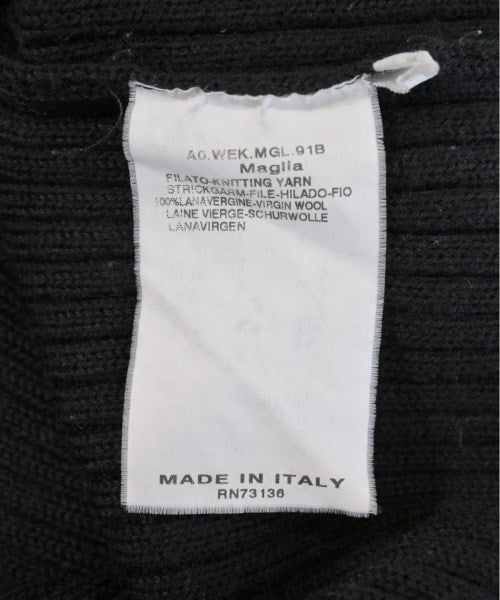 A0.WEK.MGL.91B
Maglia
FILATO-KNITTING YARN
STRICKGARM-FILE-HILADO-FIO
100%LANAVERGINE-VIRGIN WOOL
LAINE VIERGE-SCHURWOLLE
LANAVIRGEN
MADE IN ITALY
RN73136